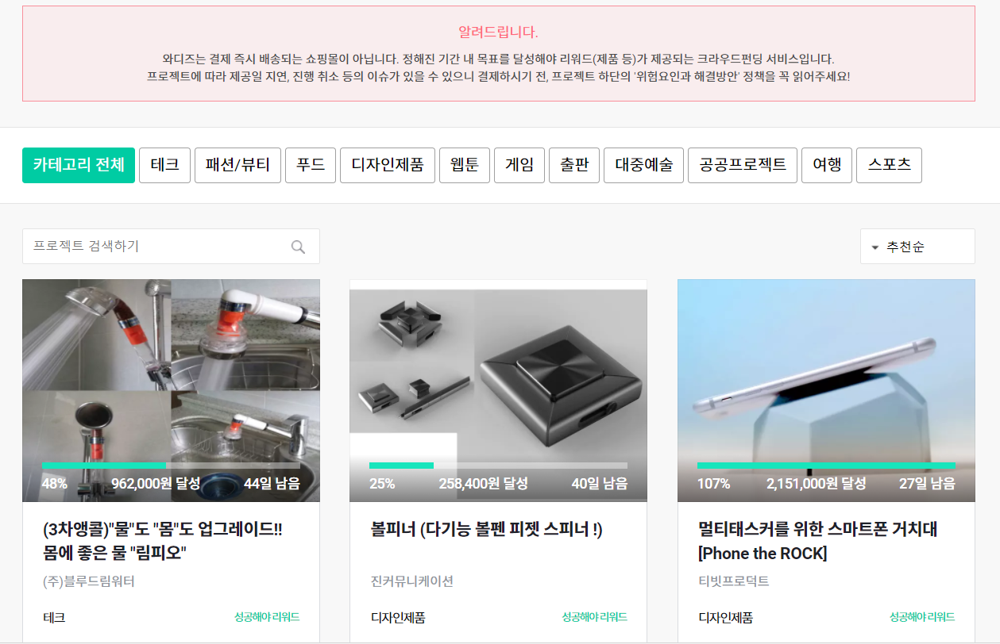 알려드립니다.
와디즈는 결제 즉시 배송되는 쇼핑몰이 아닙니다. 정해진 기간 내 목표를 달성해야 리워드(제품 등)가 제공되는 크라우드펀딩 서비스입니다.
프로젝트에 따라 제공일 지연, 진행 취소 등의 이슈가 있을 수 있으니 결제하시기 전, 프로젝트 하단의 '위험요인과 해결방안' 정책을 꼭 읽어주세요!
카테고리 전체 테크 패션/뷰티 푸드 디자인제품 웹툰 게임 출판 대중예술 공공프로젝트 여행 스포츠
프로젝트 검색하기
추천순
48% 962,000원 달성 44일 남음
(3차앵콜)"물"도 "몸"도 업그레이드!!
몸에 좋은 물 "림피오"
(주)블루드림워터
테크 성공해야 리워드
25% 258,400원 달성 40일 남음
볼피너 (다기능 볼펜 피젯 스피너 !)
진커뮤니케이션
디자인제품 성공해야 리워드
107% 2,151,000원 달성 27일 남음
멀티태스커를 위한 스마트폰 거치대
[Phone the ROCK]
티빗프로덕트
디자인제품 성공해야 리워드